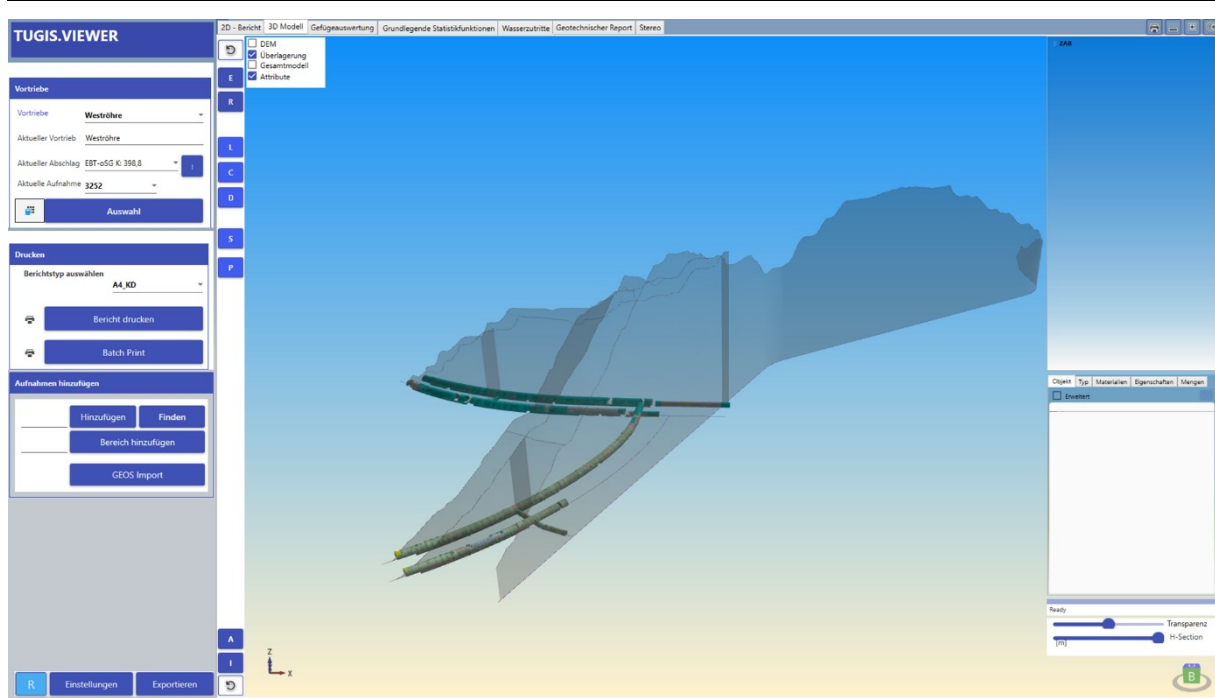 TUGIS.VIEWER
2D - Bericht 3D Modell Gefügeauswertung Grundlegende Statistikfunktionen Wasserzutritte Geotechnischer Report Stereo
DEM
Überlagerung
Gesamtmodell
Attribute
ZAB
Vortriebe
Vortriebe Weströhre
Aktueller Vortrieb Weströhre
Aktueller Abschlag EBT-oSG K: 398,8
Aktuelle Aufnahme 3252
Auswahl
Drucken
Berichtstyp auswählen
A4_KD
Bericht drucken
Batch Print
Aufnahmen hinzufügen
Hinzufügen Finden
Bereich hinzufügen
GEOS Import
R Einstellungen Exportieren
E
R
L
C
D
S
P
A
I
Z
X
Objekt Typ Materialien Eigenschaften Mengen
Erweitert
Ready
Transparenz
H-Section
[m]
B